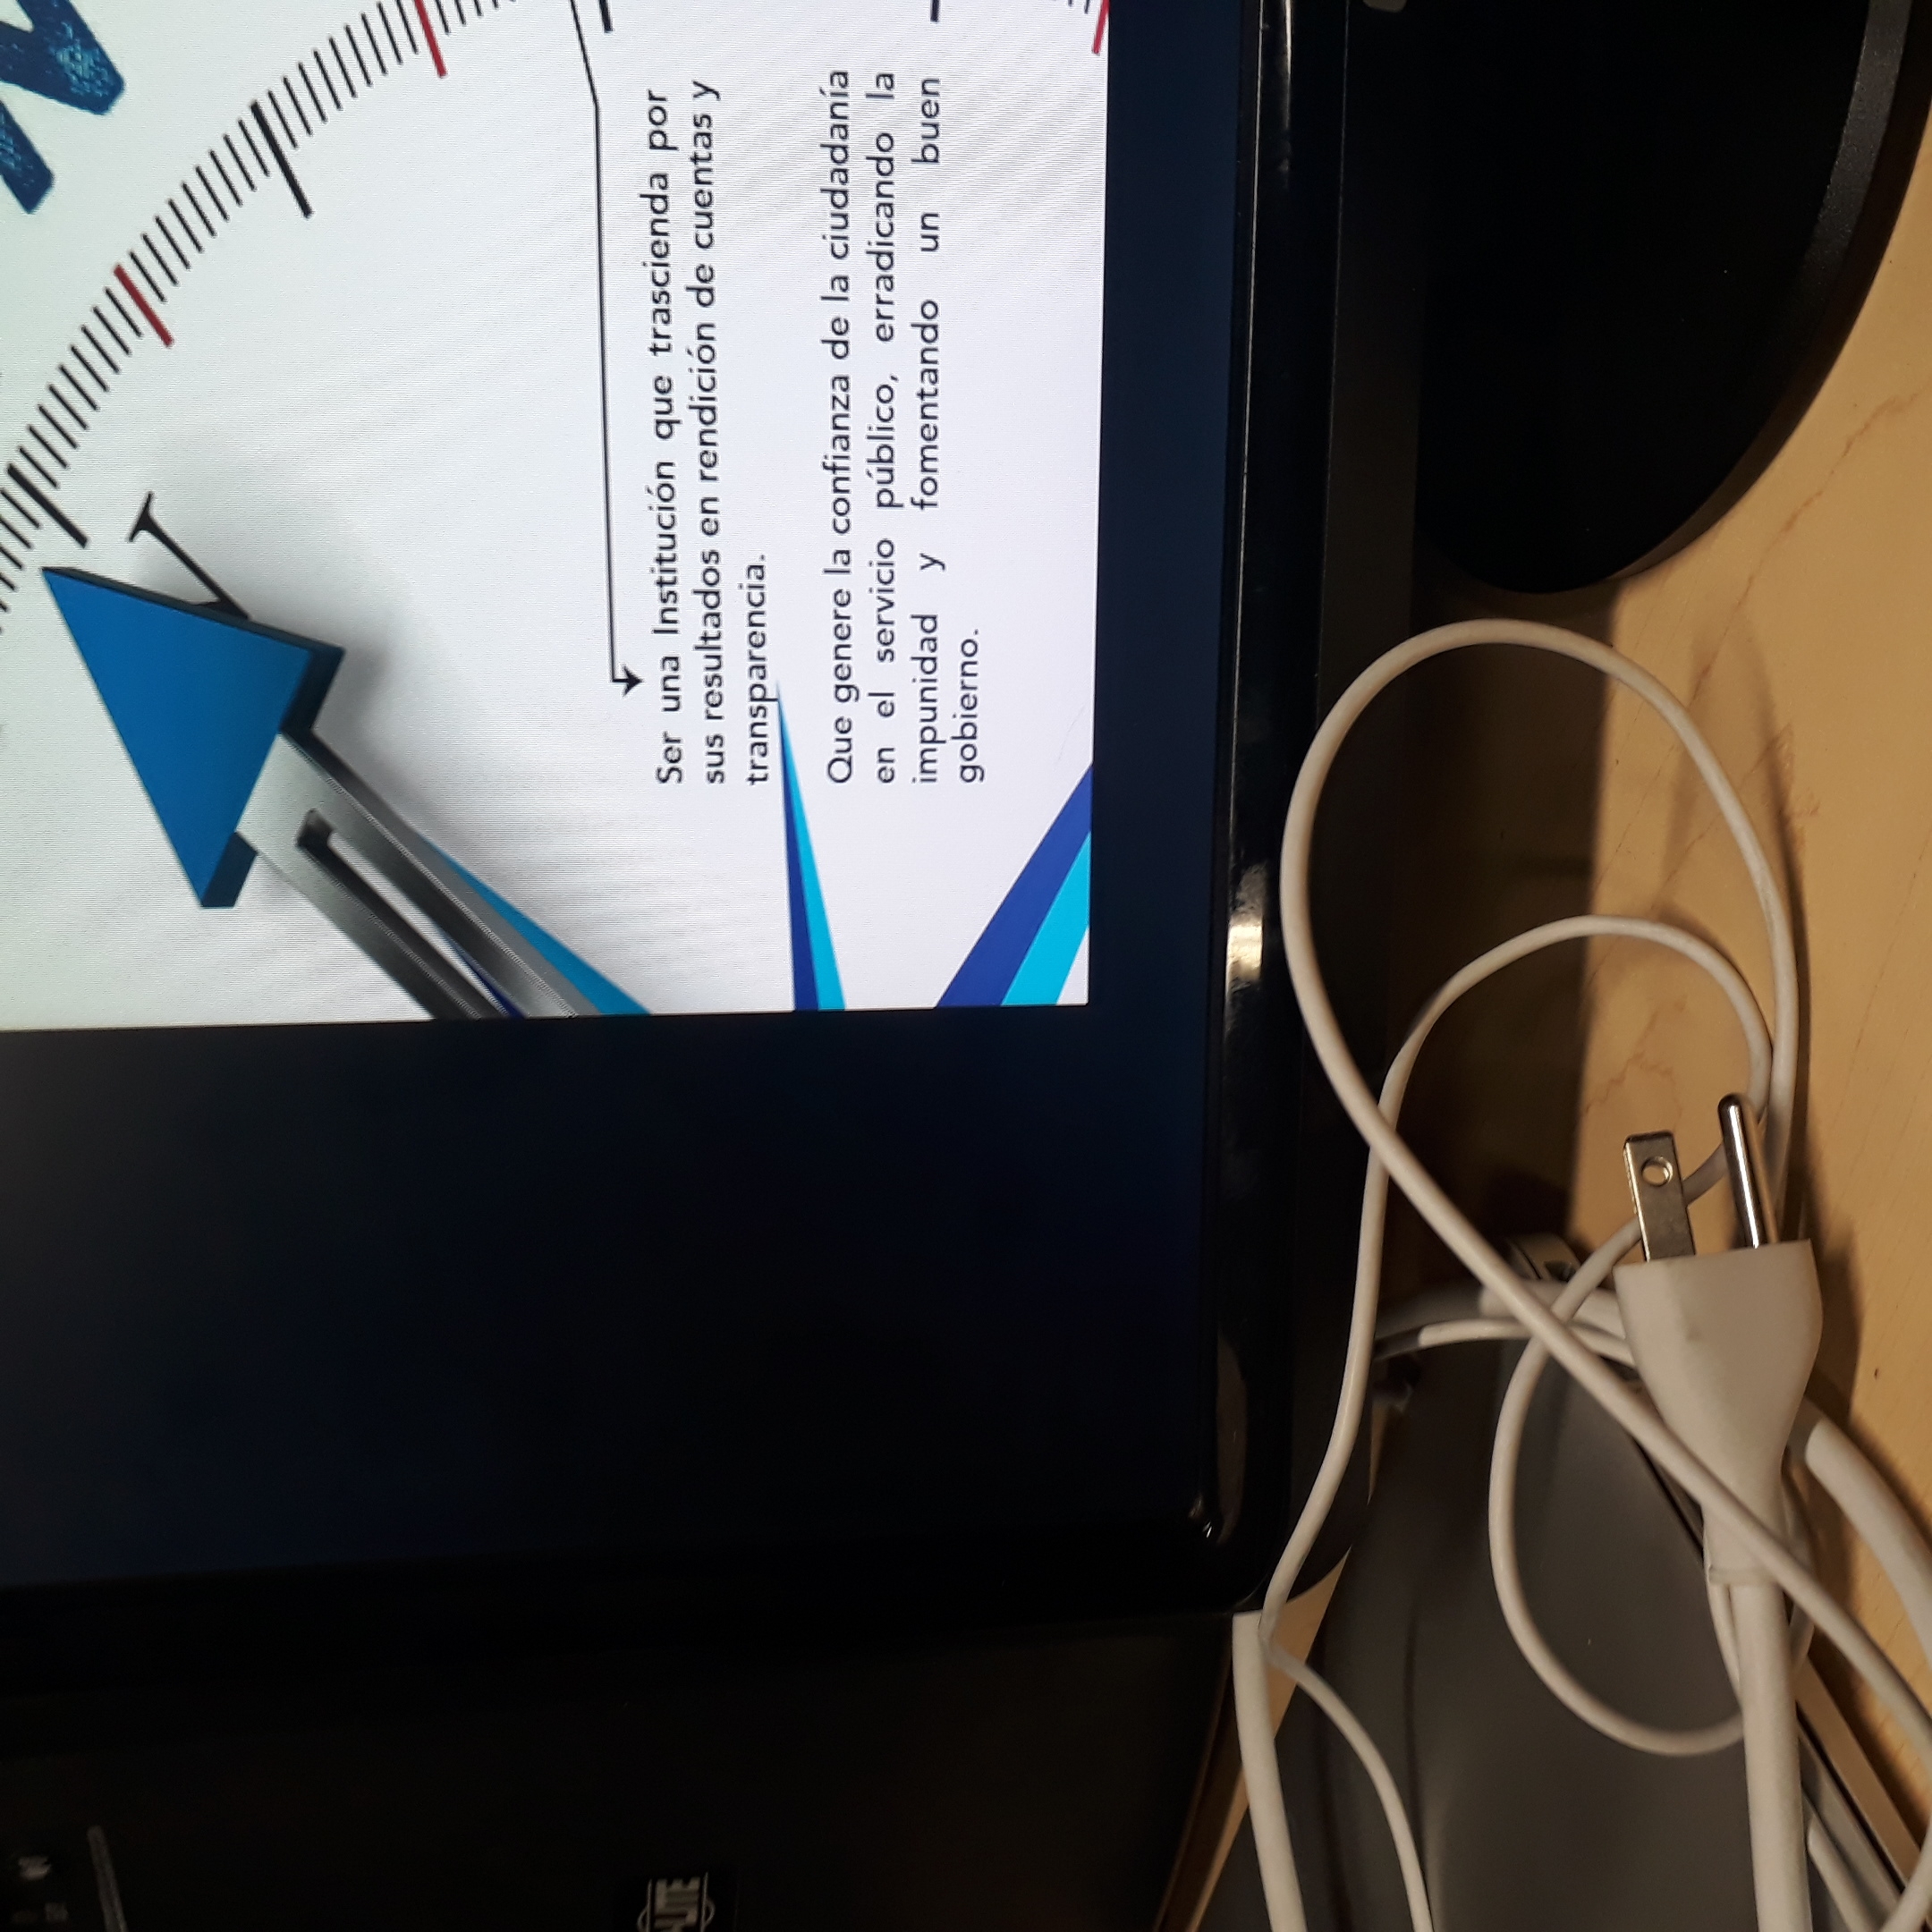 Ser una Institución que trascienda por
sus resultados en rendición de cuentas y
transparencia.
Que genere la confianza de la ciudadanía
en el servicio público, erradicando la
impunidad y fomentando un buen
gobierno.